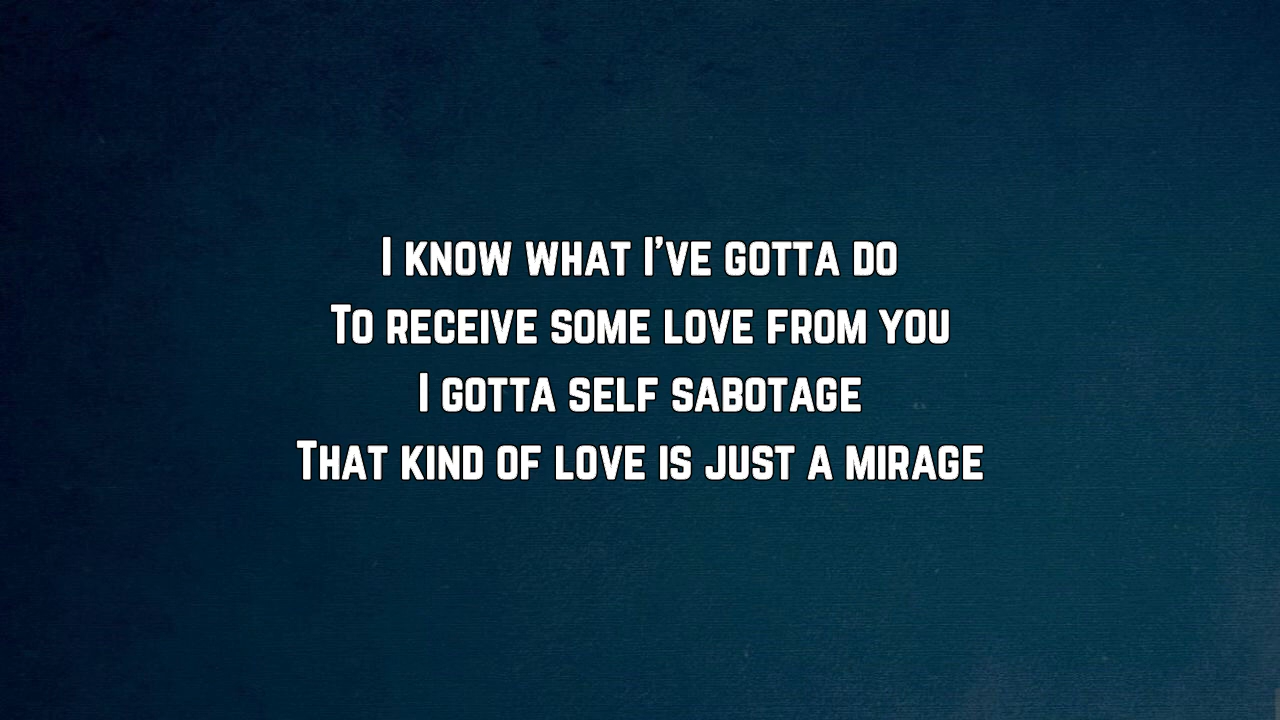 I know what I've gotta do
To receive some love from you
I gotta self sabotage
That kind of love is just a mirage